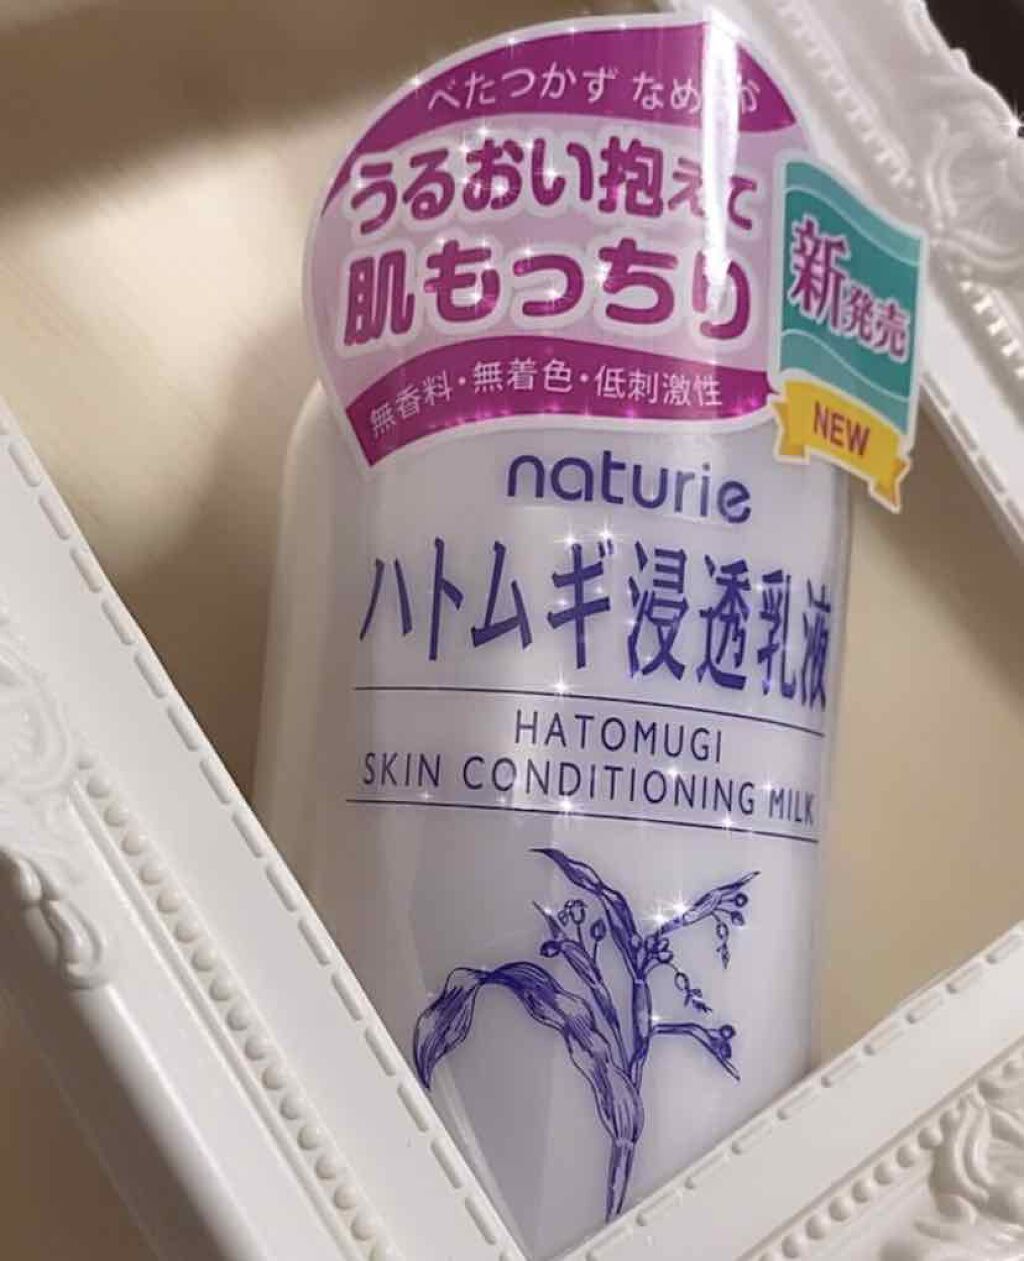 べたつかず なめらか
うるおい抱えて
肌もっちり
無香料・無着色・低刺激性
新発売
NEW
naturie
ハトムギ浸透乳液
HATOMUGI
SKIN CONDITIONING MILK